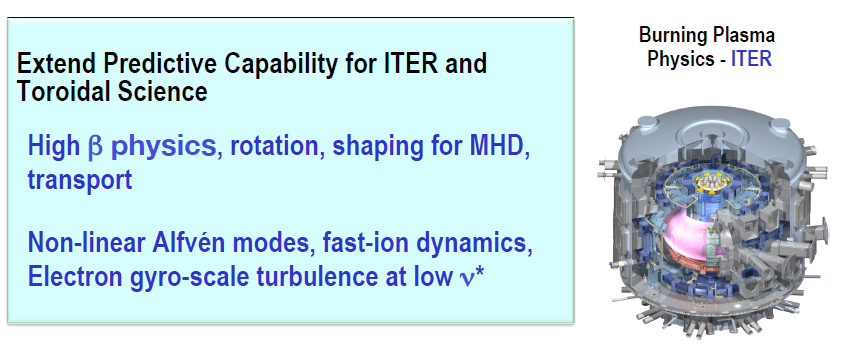 Extend Predictive Capability for ITER and
Toroidal Science
High β physics, rotation, shaping for MHD,
transport
Non-linear Alfvén modes, fast-ion dynamics,
Electron gyro-scale turbulence at low ν*
Burning Plasma
Physics - ITER